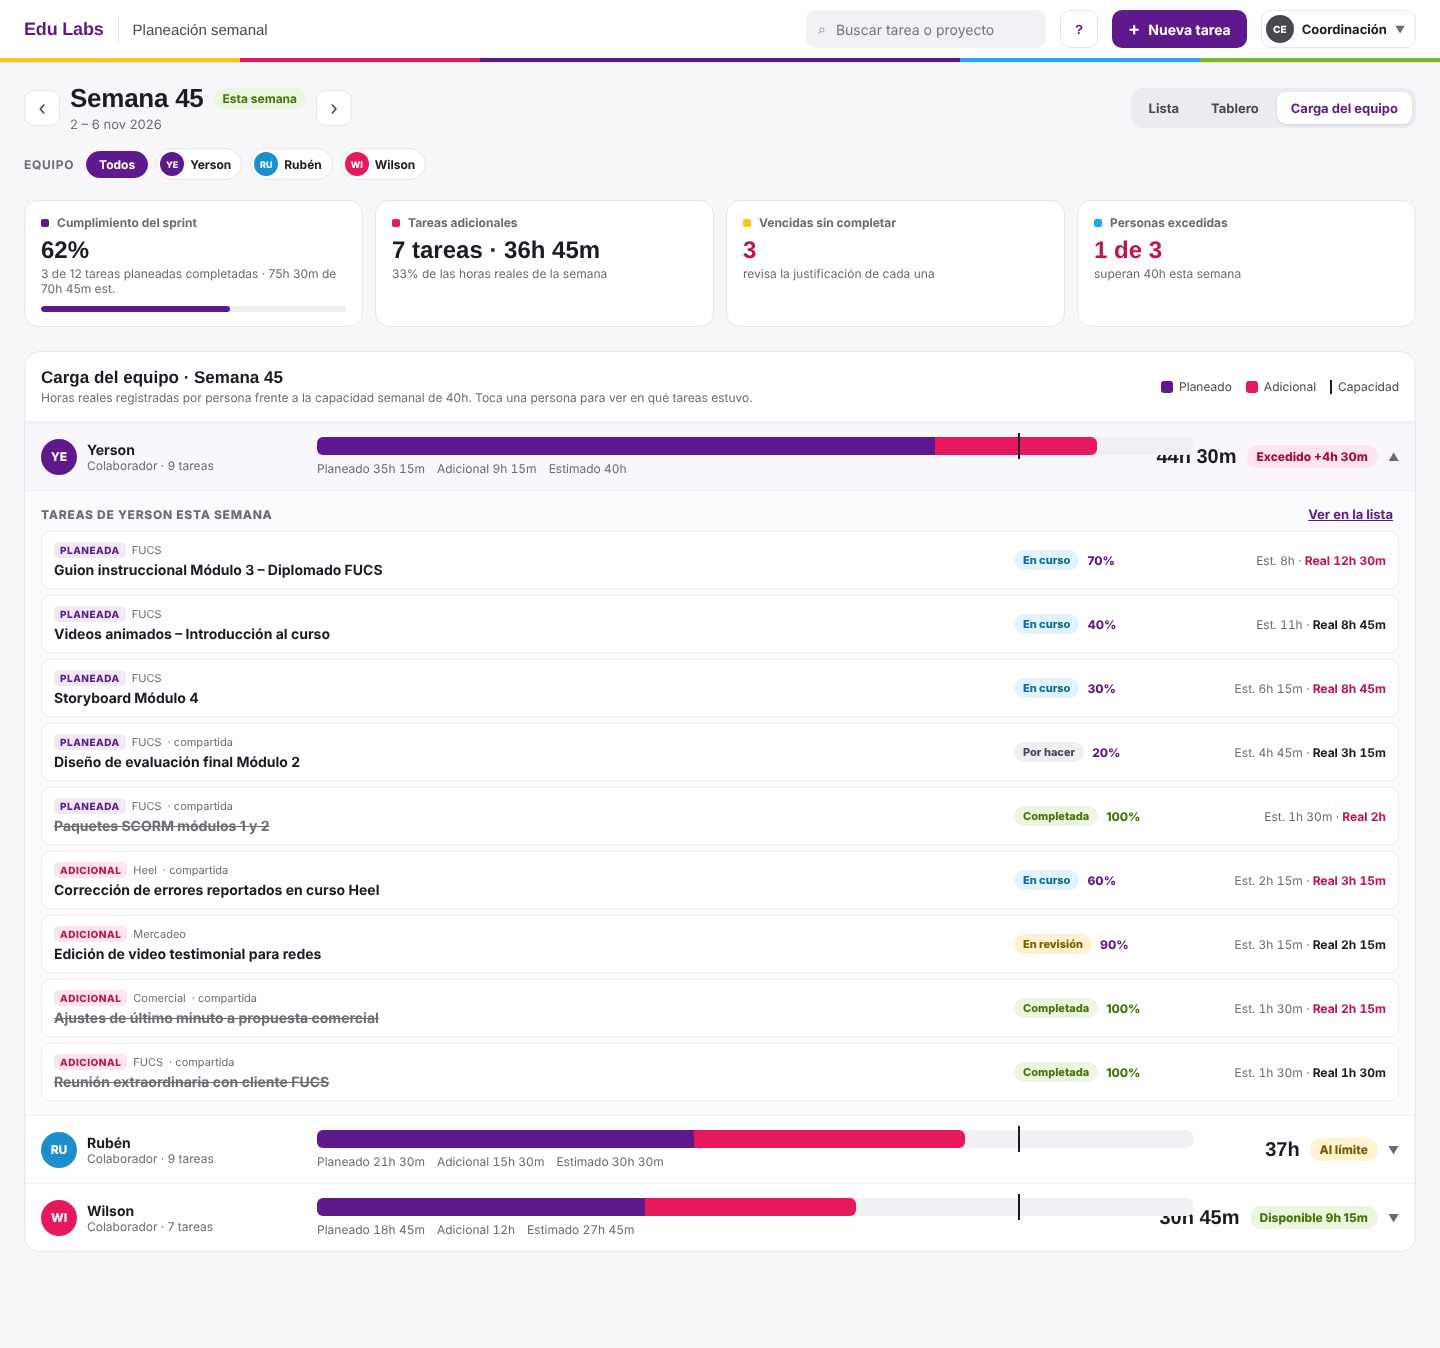 Edu Labs
Planeación semanal
Buscar tarea o proyecto
?
+ Nueva tarea
CE Coordinación ▼
‹
Semana 45 Esta semana
2 – 6 nov 2026
›
Lista Tablero Carga del equipo
EQUIPO Todos YE Yerson RU Rubén WI Wilson
Cumplimiento del sprint
62%
3 de 12 tareas planeadas completadas · 75h 30m de
70h 45m est.
Tareas adicionales
7 tareas · 36h 45m
33% de las horas reales de la semana
Vencidas sin completar
3
revisa la justificación de cada una
Personas excedidas
1 de 3
superan 40h esta semana
Carga del equipo · Semana 45
Horas reales registradas por persona frente a la capacidad semanal de 40h. Toca una persona para ver en qué tareas estuvo.
Planeado Adicional Capacidad
YE Yerson
Colaborador · 9 tareas
Planeado 35h 15m Adicional 9h 15m Estimado 40h
44h 30m Excedido +4h 30m ▲
TAREAS DE YERSON ESTA SEMANA
Ver en la lista
PLANEADA FUCS
Guion instruccional Módulo 3 – Diplomado FUCS
En curso 70%
Est. 8h · Real 12h 30m
PLANEADA FUCS
Videos animados – Introducción al curso
En curso 40%
Est. 11h · Real 8h 45m
PLANEADA FUCS
Storyboard Módulo 4
En curso 30%
Est. 6h 15m · Real 8h 45m
PLANEADA FUCS · compartida
Diseño de evaluación final Módulo 2
Por hacer 20%
Est. 4h 45m · Real 3h 15m
PLANEADA FUCS · compartida
Paquetes SCORM módulos 1 y 2
Completada 100%
Est. 1h 30m · Real 2h
ADICIONAL Heel · compartida
Corrección de errores reportados en curso Heel
En curso 60%
Est. 2h 15m · Real 3h 15m
ADICIONAL Mercadeo
Edición de video testimonial para redes
En revisión 90%
Est. 3h 15m · Real 2h 15m
ADICIONAL Comercial · compartida
Ajustes de último minuto a propuesta comercial
Completada 100%
Est. 1h 30m · Real 2h 15m
ADICIONAL FUCS · compartida
Reunión extraordinaria con cliente FUCS
Completada 100%
Est. 1h 30m · Real 1h 30m
RU Rubén
Colaborador · 9 tareas
Planeado 21h 30m Adicional 15h 30m Estimado 30h 30m
37h Al límite ▼
WI Wilson
Colaborador · 7 tareas
Planeado 18h 45m Adicional 12h Estimado 27h 45m
30h 45m Disponible 9h 15m ▼